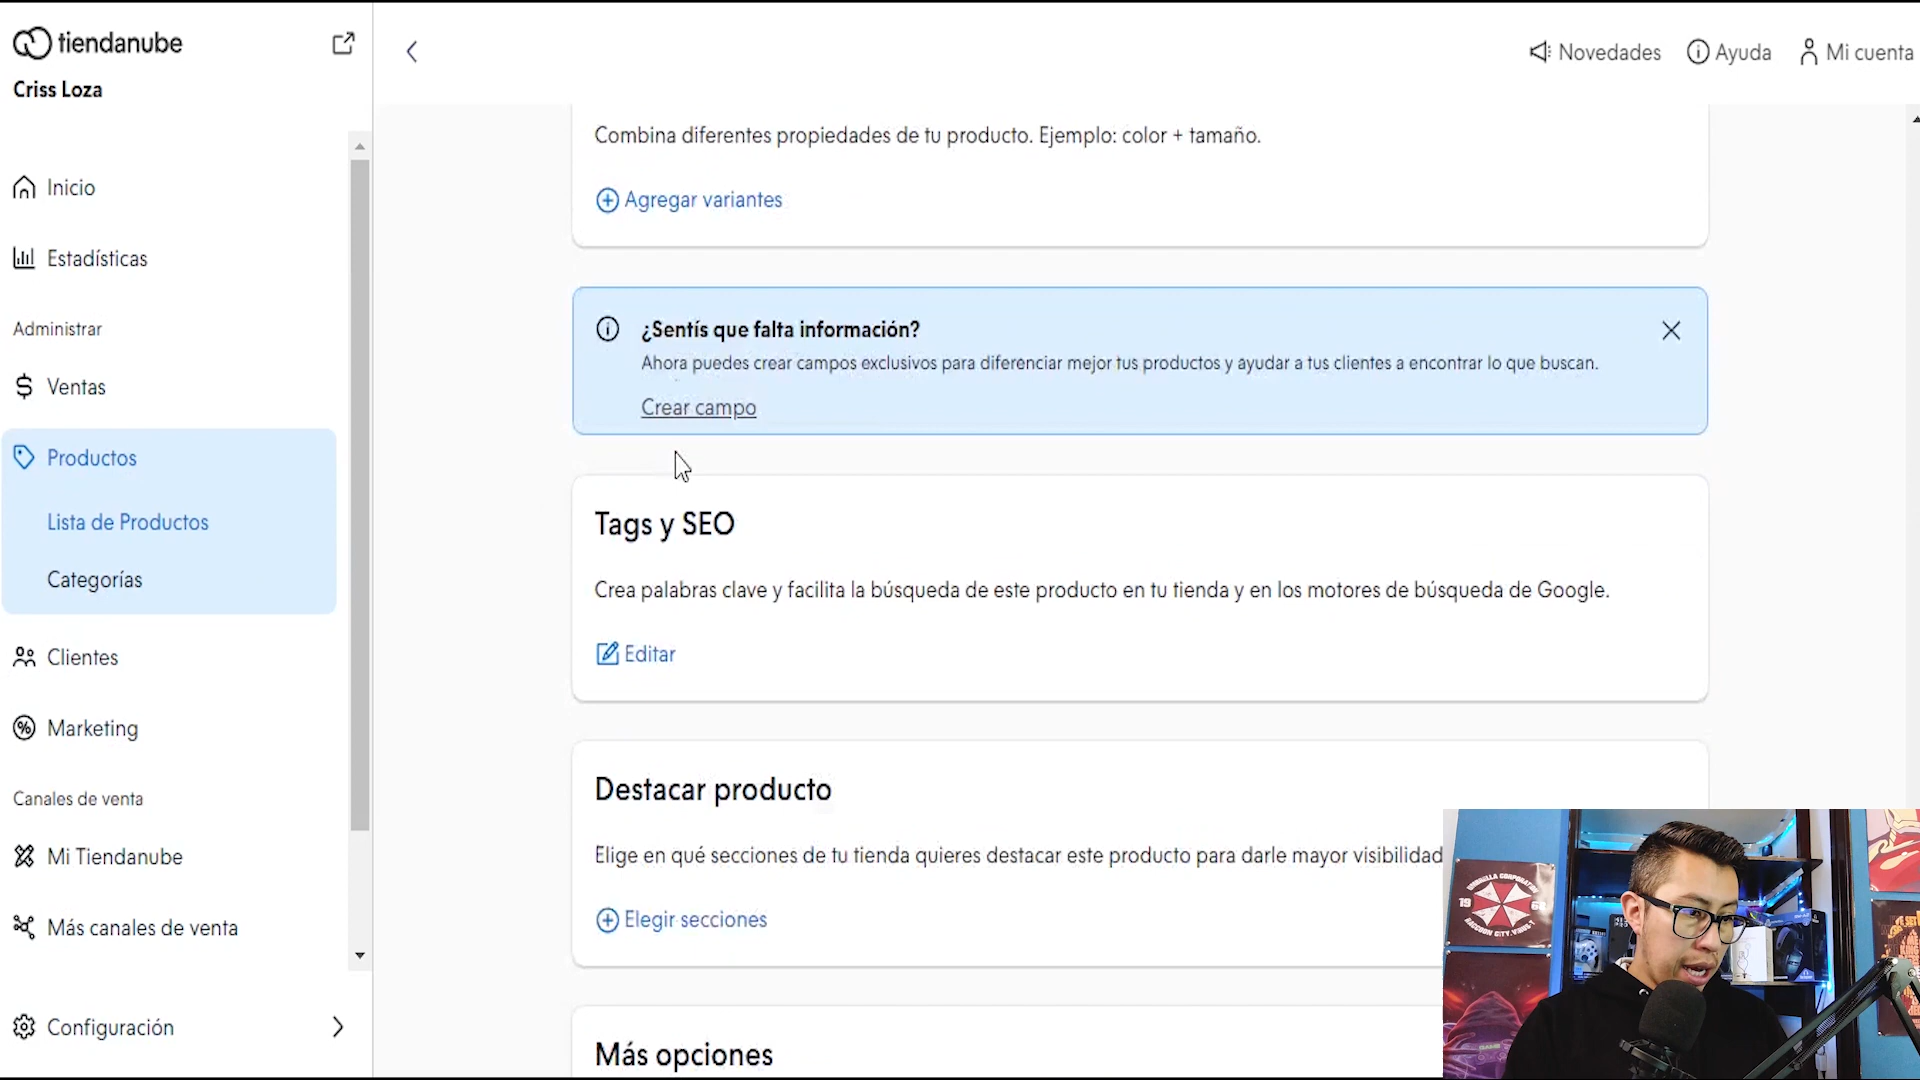 tiendanube
Criss Loza
Novedades
Ayuda
Mi cuenta
Inicio
Estadísticas
Administrar
Ventas
Productos
Lista de Productos
Categorías
Clientes
Marketing
Canales de venta
Mi Tiendanube
Más canales de venta
Configuración
Combina diferentes propiedades de tu producto. Ejemplo: color + tamaño.
Agregar variantes
¿Sentís que falta información?
Ahora puedes crear campos exclusivos para diferenciar mejor tus productos y ayudar a tus clientes a encontrar lo que buscan.
Crear campo
Tags y SEO
Crea palabras clave y facilita la búsqueda de este producto en tu tienda y en los motores de búsqueda de Google.
Editar
Destacar producto
Elige en qué secciones de tu tienda quieres destacar este producto para darle mayor visibilidad
Elegir secciones
Más opciones
UMBRELLA CORPORATION
19
RACCOON CITY